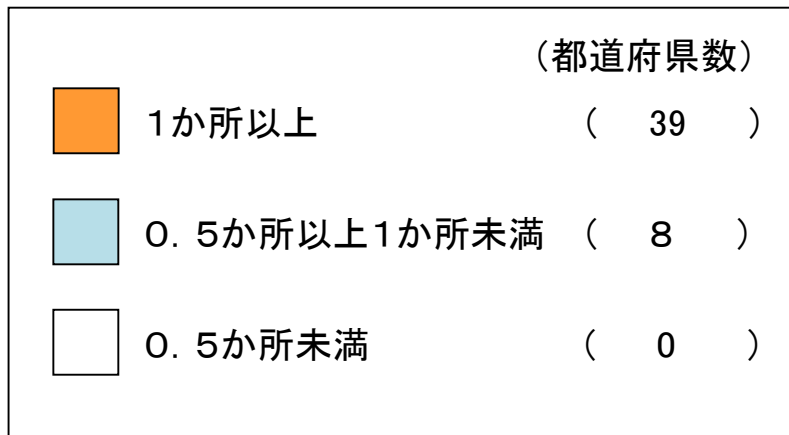 （都道府県数）
１か所以上 （ 39 ）
０．５か所以上１か所未満 （ ８ ）
０．５か所未満 （ 0 ）